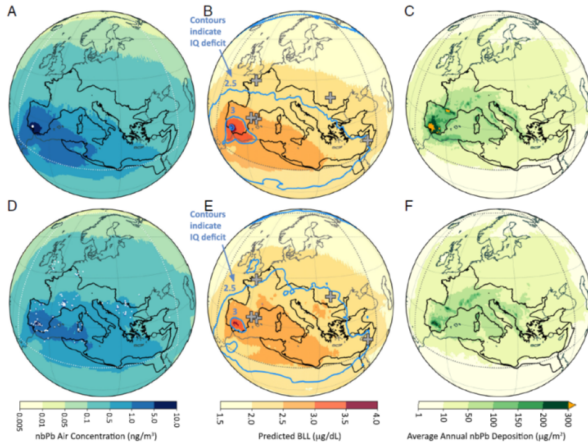 A
B
C
Contours
indicate
IQ deficit
2.5
3
D
E
F
Contours
indicate
IQ deficit
2.5
3
0.005
0.01
0.05
0.1
0.5
1.0
5.0
10.0
nbPb Air Concentration (ng/m³)
1.5
2.0
2.5
3.0
3.5
4.0
Predicted BLL (µg/dL)
1
10
50
100
200
300
Average Annual nbPb Deposition (µg/m²)